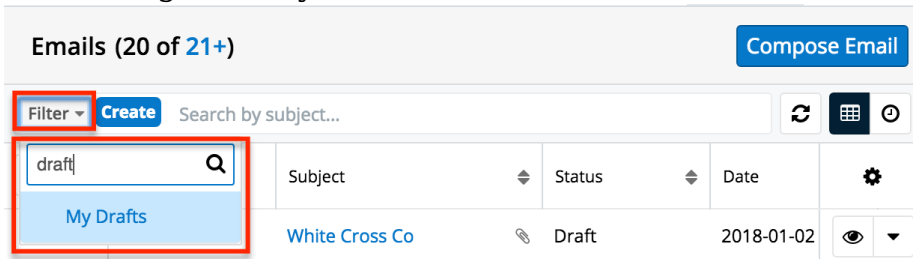 Emails (20 of 21+)
Compose Email
Filter Create Search by subject...
draft
Subject Status Date
My Drafts
White Cross Co Draft 2018-01-02